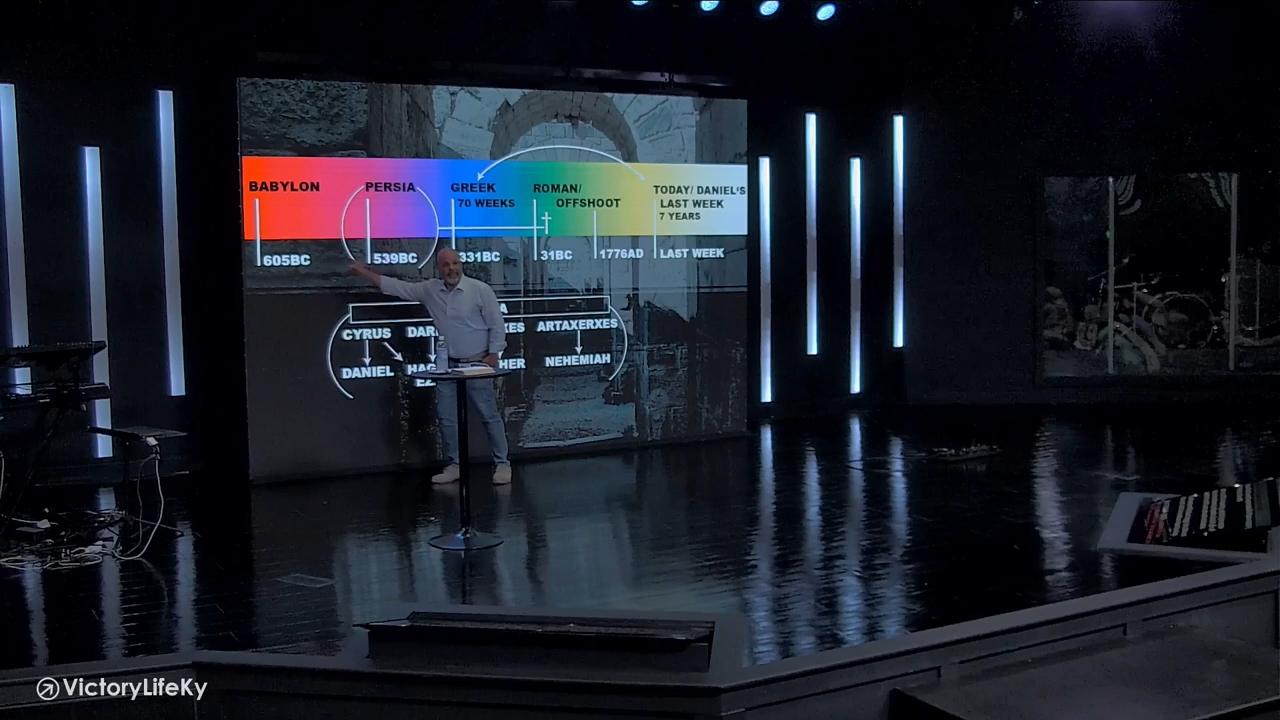 BABYLON
PERSIA
GREEK
70 WEEKS
ROMAN/
OFFSHOOT
TODAY/ DANIEL'S
LAST WEEK
7 YEARS
605BC
539BC
331BC
31BC
1776AD
LAST WEEK
CYRUS
ARTAXERXES
DANIEL
NEHEMIAH
VictoryLifeKy